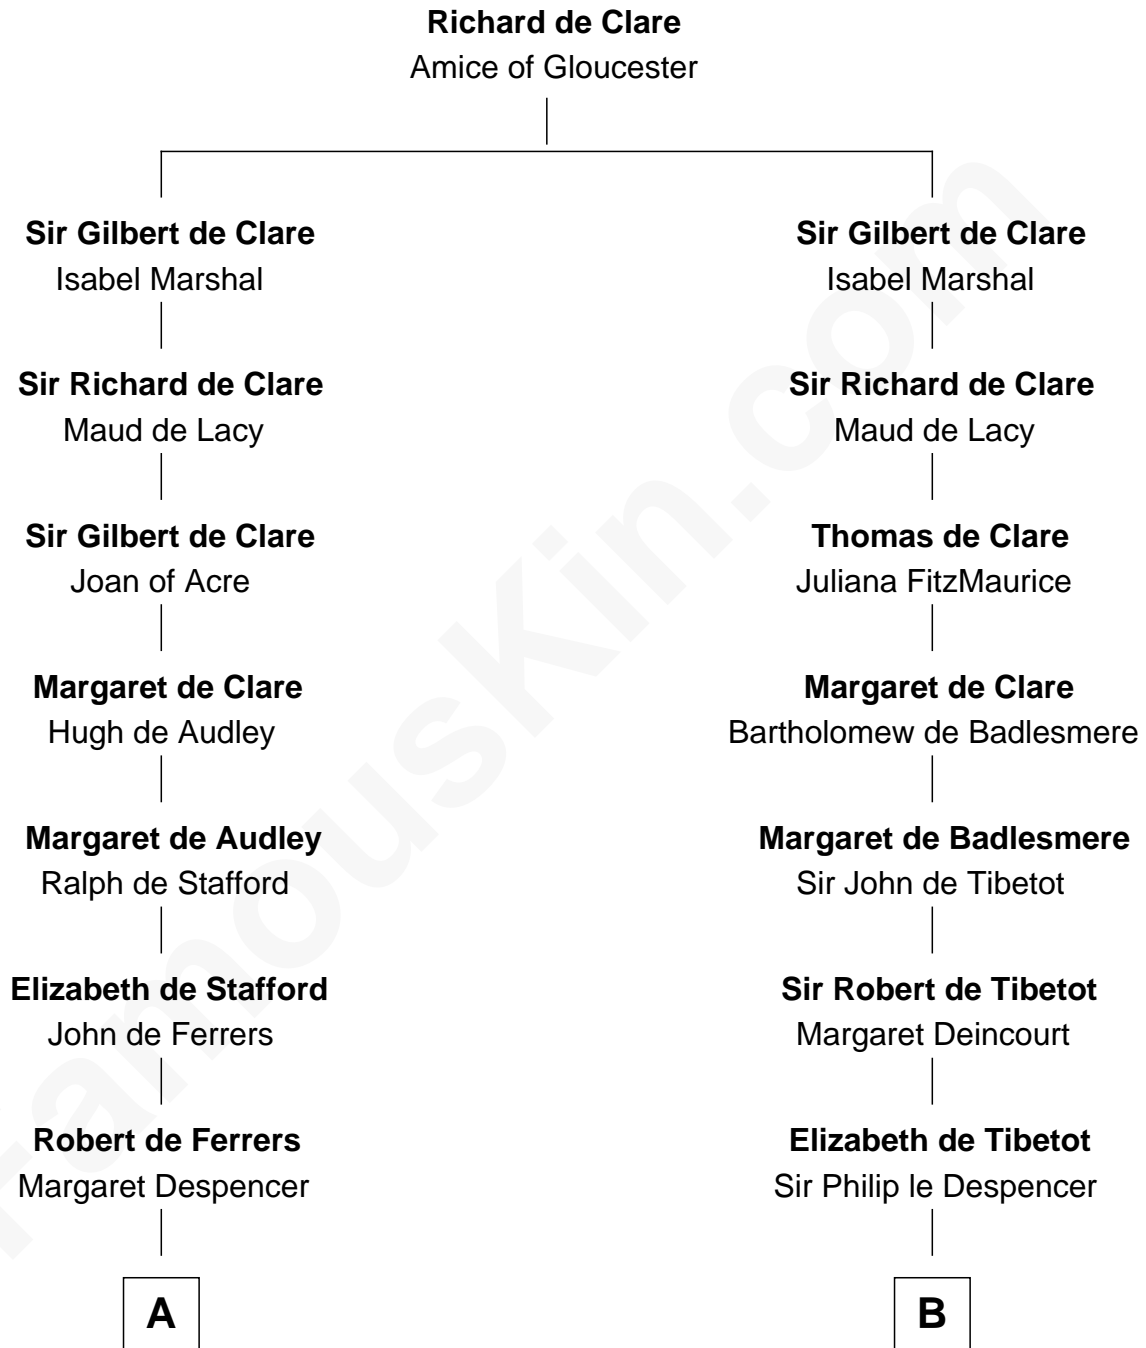 Richard de Clare
Amice of Gloucester
Sir Gilbert de Clare
Isabel Marshal
Sir Richard de Clare
Maud de Lacy
Sir Gilbert de Clare
Joan of Acre
Margaret de Clare
Hugh de Audley
Margaret de Audley
Ralph de Stafford
Elizabeth de Stafford
John de Ferrers
Robert de Ferrers
Margaret Despencer
A
Sir Gilbert de Clare
Isabel Marshal
Sir Richard de Clare
Maud de Lacy
Thomas de Clare
Juliana FitzMaurice
Margaret de Clare
Bartholomew de Badlesmere
Margaret de Badlesmere
Sir John de Tibetot
Sir Robert de Tibetot
Margaret Deincourt
Elizabeth de Tibetot
Sir Philip le Despencer
B
FamousKin.com